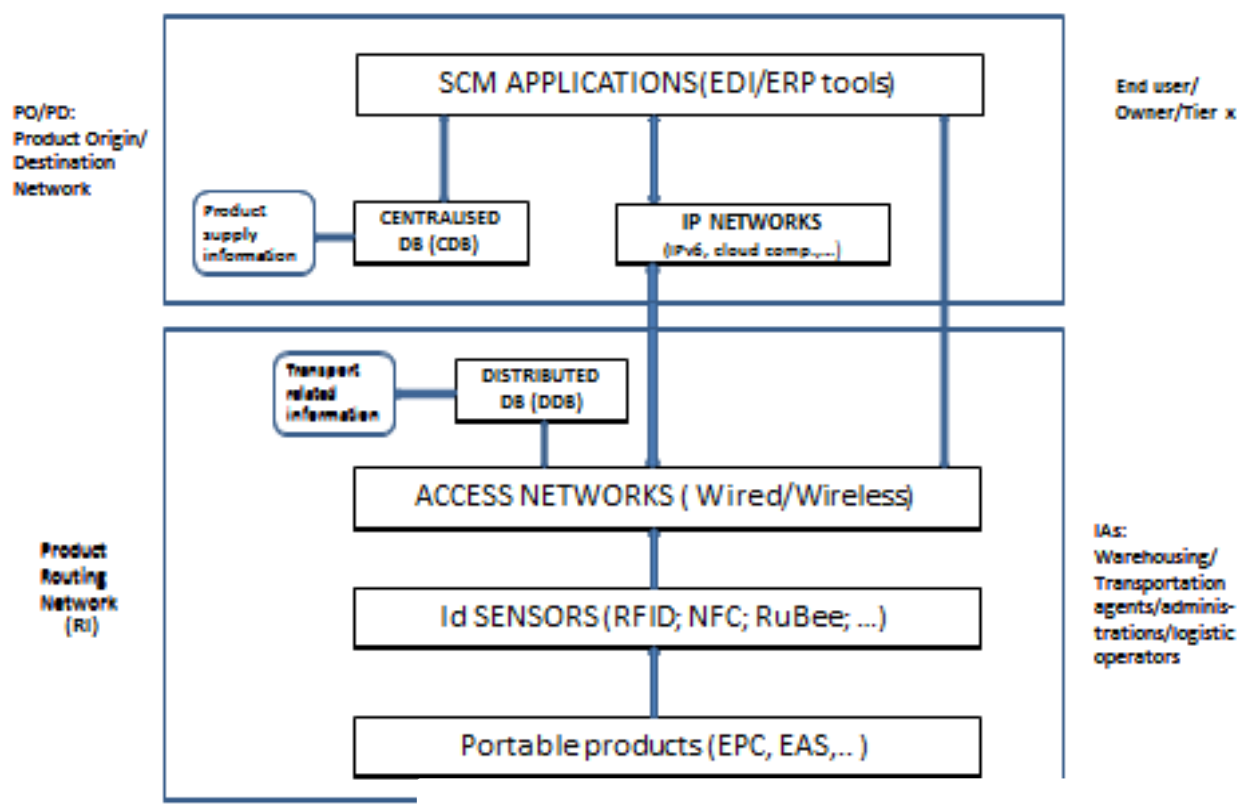 SCM APPLICATIONS(EDI/ERP tools)
PO/PD:
Product Origin/
Destination
Network
End user/
Owner/Tier x
Product
supply
information
CENTRALISED
DB (CDB)
IP NETWORKS
(IPv6, cloud comp.,...)
Transport
related
information
DISTRIBUTED
DB (DDB)
ACCESS NETWORKS ( Wired/Wireless)
Product
Routing
Network
(RI)
Id SENSORS (RFID; NFC; RuBee; ...)
IAs:
Warehousing/
Transportation
agents/adminis-
trations/logistic
operators
Portable products (EPC, EAS,.. )